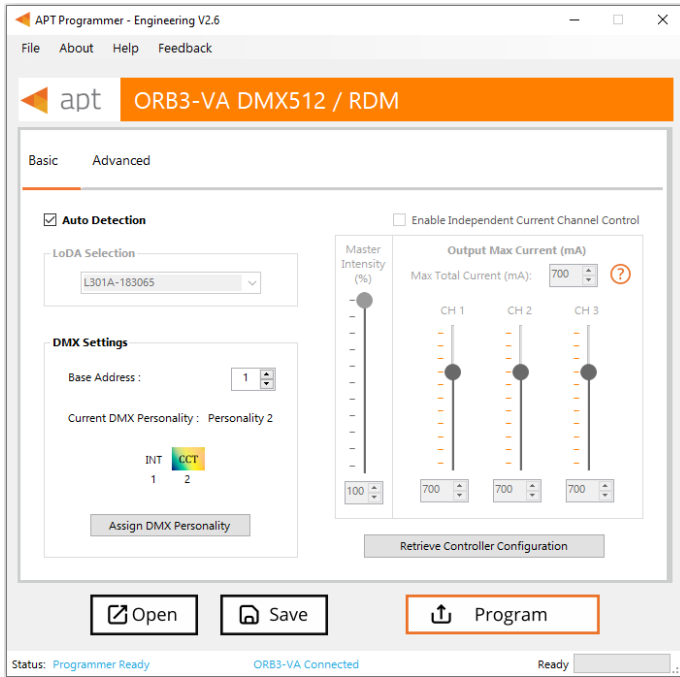 APT Programmer - Engineering V2.6
File About Help Feedback
apt ORB3-VA DMX512 / RDM
Basic Advanced
Auto Detection
LoDA Selection
L301A-183065
DMX Settings
Base Address : 1
Current DMX Personality : Personality 2
INT CCT
1 2
Assign DMX Personality
Enable Independent Current Channel Control
Master
Intensity
(%)
100
Output Max Current (mA)
Max Total Current (mA): 700 ?
CH 1 CH 2 CH 3
700 700 700
Retrieve Controller Configuration
Open Save Program
Status: Programmer Ready ORB3-VA Connected Ready